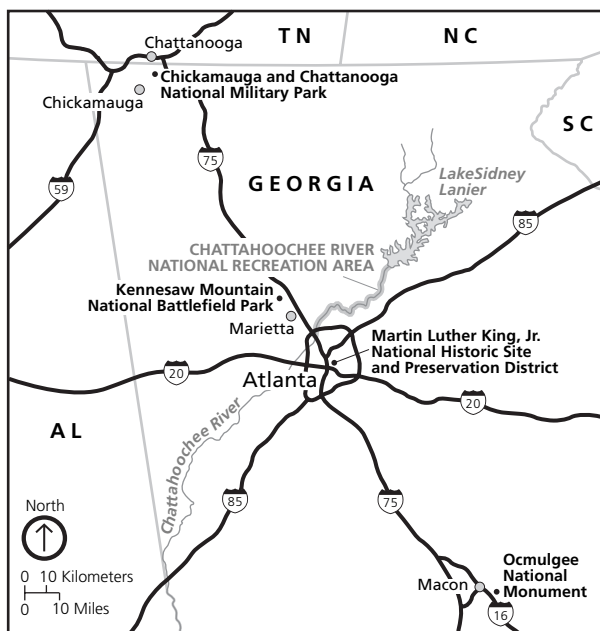 TN
NC
Chattanooga
Chickamauga and Chattanooga
National Military Park
Chickamauga
SC
75
59
GEORGIA
LakeSidney
Lanier
85
CHATTAHOOCHEE RIVER
NATIONAL RECREATION AREA
Kennesaw Mountain
National Battlefield Park
Marietta
Martin Luther King, Jr.
National Historic Site
and Preservation District
20
Atlanta
20
AL
Chattahoochee River
85
75
North
0 10 Kilometers
0 10 Miles
Macon
Ocmulgee
National
Monument
16